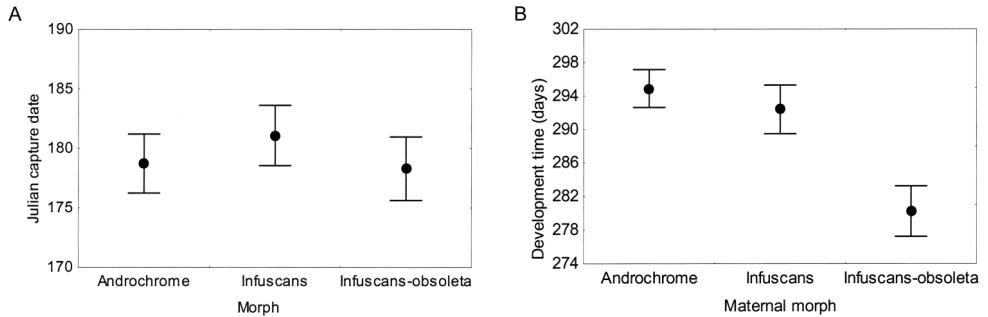 A
190
185
180
175
170
Julian capture date
Androchrome Infuscans Infuscans-obsoleta
Morph
B
302
298
294
290
286
282
278
274
Development time (days)
Androchrome Infuscans Infuscans-obsoleta
Maternal morph